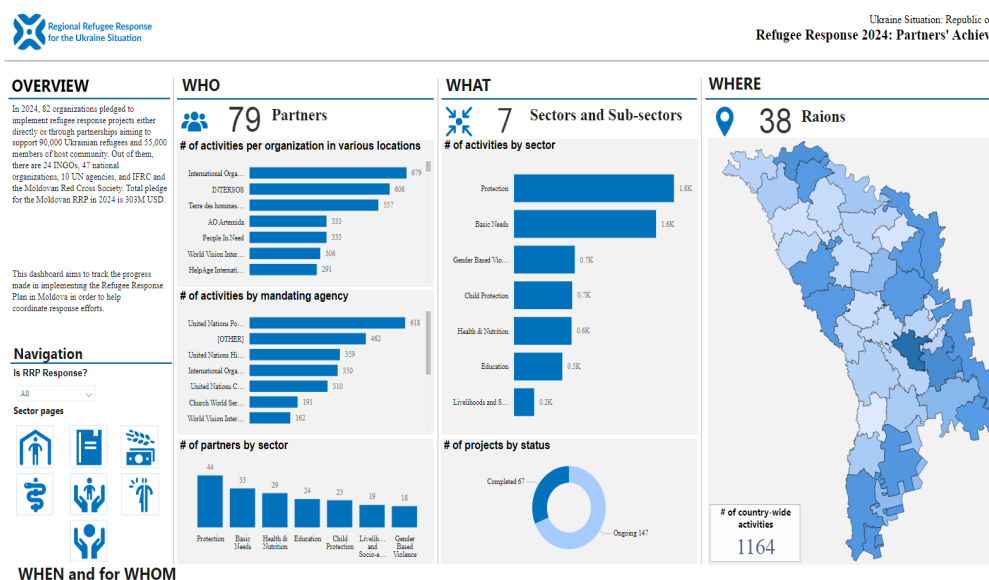 Regional Refugee Response
for the Ukraine Situation
Ukraine Situation: Republic o
Refugee Response 2024: Partners' Achiev
OVERVIEW
In 2024, 82 organizations pledged to
implement refugee response projects either
directly or through partnerships aiming to
support 90,000 Ukrainian refugees and 55,000
members of host community. Out of them,
there are 24 INGOs, 47 national
organizations, 10 UN agencies, and IFRC and
the Moldovan Red Cross Society. Total pledge
for the Moldovan RRP in 2024 is 303M USD.
This dashboard aims to track the progress
made in implementing the Refugee Response
Plan in Moldova in order to help
coordinate response efforts.
Navigation
Is RRP Response?
All
Sector pages
WHEN and for WHOM
WHO
79 Partners
# of activities per organization in various locations
International Orga... 679
INTERSOS 606
Terre des hommes... 557
AO Artemida 333
People In Need 333
World Vision Inter... 306
HelpAge Internati... 291
# of activities by mandating agency
United Nations Po... 618
[OTHER] 462
United Nations Hi... 359
International Orga... 350
United Nations C... 310
Church World Ser... 191
World Vision Inter... 162
# of partners by sector
44 33 29 24 23 19 18
Protection Basic Needs Health & Nutrition Education Child Protection Livelih... and Socio-e... Gender Based Violence
WHAT
7 Sectors and Sub-sectors
# of activities by sector
Protection 1.8K
Basic Needs 1.6K
Gender Based Vio... 0.7K
Child Protection 0.7K
Health & Nutrition 0.6K
Education 0.5K
Livelihoods and S... 0.2K
# of projects by status
Completed 67
Ongoing 147
WHERE
38 Raions
# of country-wide
activities
1164